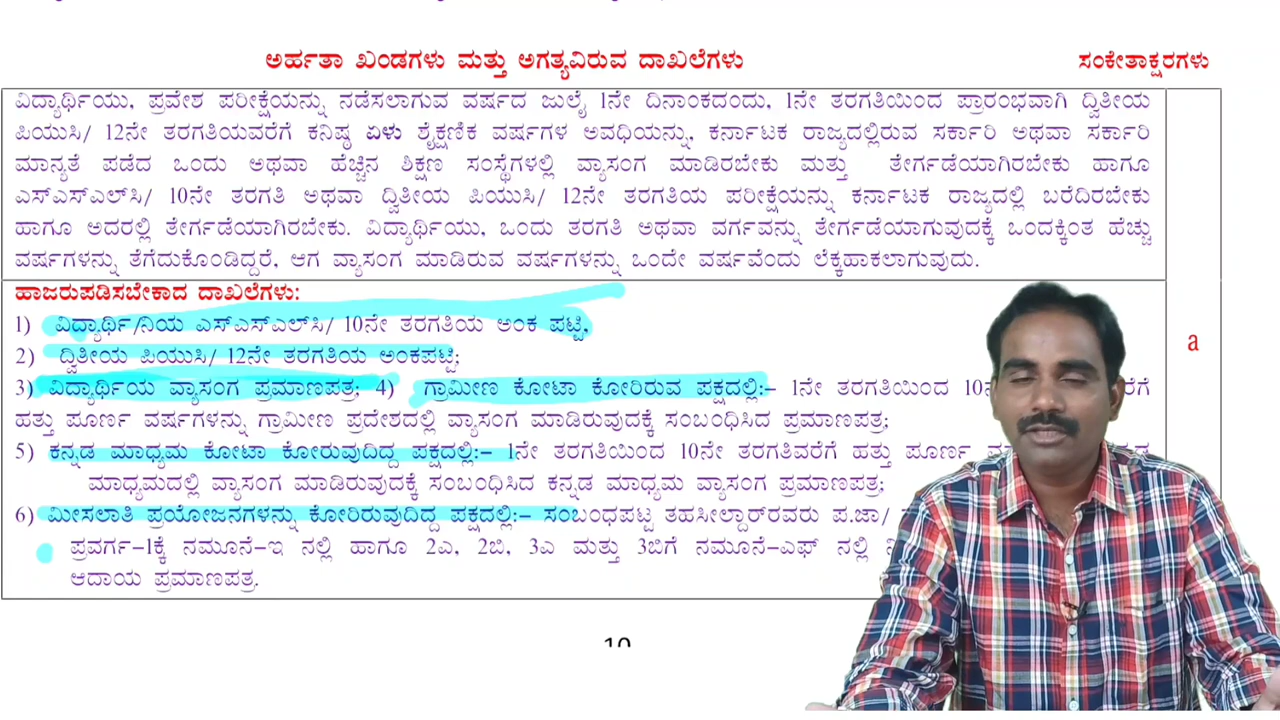 ಅರ್ಹತಾ ಖಂಡಗಳು ಮತ್ತು ಅಗತ್ಯವಿರುವ ದಾಖಲೆಗಳು ಸಂಕೇತಾಕ್ಷರಗಳು
ವಿದ್ಯಾರ್ಥಿಯು, ಪ್ರವೇಶ ಪರೀಕ್ಷೆಯನ್ನು ನಡೆಸಲಾಗುವ ವರ್ಷದ ಜುಲೈ 1ನೇ ದಿನಾಂಕದಂದು, 1ನೇ ತರಗತಿಯಿಂದ ಪ್ರಾರಂಭವಾಗಿ ದ್ವಿತೀಯ
ಪಿಯುಸಿ/ 12ನೇ ತರಗತಿಯವರೆಗೆ ಕನಿಷ್ಠ ಏಳು ಶೈಕ್ಷಣಿಕ ವರ್ಷಗಳ ಅವಧಿಯನ್ನು, ಕರ್ನಾಟಕ ರಾಜ್ಯದಲ್ಲಿರುವ ಸರ್ಕಾರಿ ಅಥವಾ ಸರ್ಕಾರಿ
ಮಾನ್ಯತೆ ಪಡೆದ ಒಂದು ಅಥವಾ ಹೆಚ್ಚಿನ ಶಿಕ್ಷಣ ಸಂಸ್ಥೆಗಳಲ್ಲಿ ವ್ಯಾಸಂಗ ಮಾಡಿರಬೇಕು ಮತ್ತು ತೇರ್ಗಡೆಯಾಗಿರಬೇಕು ಹಾಗೂ
ಎಸ್ಎಸ್ಎಲ್‌ಸಿ/ 10ನೇ ತರಗತಿ ಅಥವಾ ದ್ವಿತೀಯ ಪಿಯುಸಿ/ 12ನೇ ತರಗತಿಯ ಪರೀಕ್ಷೆಯನ್ನು ಕರ್ನಾಟಕ ರಾಜ್ಯದಲ್ಲಿ ಬರೆದಿರಬೇಕು
ಹಾಗೂ ಅದರಲ್ಲಿ ತೇರ್ಗಡೆಯಾಗಿರಬೇಕು. ವಿದ್ಯಾರ್ಥಿಯು, ಒಂದು ತರಗತಿ ಅಥವಾ ವರ್ಗವನ್ನು ತೇರ್ಗಡೆಯಾಗುವುದಕ್ಕೆ ಒಂದಕ್ಕಿಂತ ಹೆಚ್ಚು
ವರ್ಷಗಳನ್ನು ತೆಗೆದುಕೊಂಡಿದ್ದರೆ, ಆಗ ವ್ಯಾಸಂಗ ಮಾಡಿರುವ ವರ್ಷಗಳನ್ನು ಒಂದೇ ವರ್ಷವೆಂದು ಲೆಕ್ಕಹಾಕಲಾಗುವುದು.
ಹಾಜರುಪಡಿಸಬೇಕಾದ ದಾಖಲೆಗಳು:
1) ವಿದ್ಯಾರ್ಥಿ/ನಿಯ ಎಸ್ಎಸ್ಎಲ್‌ಸಿ/ 10ನೇ ತರಗತಿಯ ಅಂಕ ಪಟ್ಟಿ,
a
2) ದ್ವಿತೀಯ ಪಿಯುಸಿ/ 12ನೇ ತರಗತಿಯ ಅಂಕಪಟ್ಟಿ;
3) ವಿದ್ಯಾರ್ಥಿಯ ವ್ಯಾಸಂಗ ಪ್ರಮಾಣಪತ್ರ; 4) ಗ್ರಾಮೀಣ ಕೋಟಾ ಕೋರಿರುವ ಪಕ್ಷದಲ್ಲಿ:– 1ನೇ ತರಗತಿಯಿಂದ
ಹತ್ತು ಪೂರ್ಣ ವರ್ಷಗಳನ್ನು ಗ್ರಾಮೀಣ ಪ್ರದೇಶದಲ್ಲಿ ವ್ಯಾಸಂಗ ಮಾಡಿರುವುದಕ್ಕೆ ಸಂಬಂಧಿಸಿದ ಪ್ರಮಾಣಪತ್ರ;
5) ಕನ್ನಡ ಮಾಧ್ಯಮ ಕೋಟಾ ಕೋರುವುದಿದ್ದ ಪಕ್ಷದಲ್ಲಿ:– 1ನೇ ತರಗತಿಯಿಂದ 10ನೇ ತರಗತಿವರೆಗೆ ಹತ್ತು ಪೂರ್ಣ
ಮಾಧ್ಯಮದಲ್ಲಿ ವ್ಯಾಸಂಗ ಮಾಡಿರುವುದಕ್ಕೆ ಸಂಬಂಧಿಸಿದ ಕನ್ನಡ ಮಾಧ್ಯಮ ವ್ಯಾಸಂಗ ಪ್ರಮಾಣಪತ್ರ;
6) ಮೀಸಲಾತಿ ಪ್ರಯೋಜನಗಳನ್ನು ಕೋರಿರುವುದಿದ್ದ ಪಕ್ಷದಲ್ಲಿ:– ಸಂಬಂಧಪಟ್ಟ ತಹಸೀಲ್ದಾರ್‌ರವರು ಪ.ಜಾ/
ಪ್ರವರ್ಗ–1ಕ್ಕೆ ನಮೂನೆ–ಇ ನಲ್ಲಿ ಹಾಗೂ 2ಎ, 2ಬಿ, 3ಎ ಮತ್ತು 3ಬಿಗೆ ನಮೂನೆ–ಎಫ್ ನಲ್ಲಿ
ಆದಾಯ ಪ್ರಮಾಣಪತ್ರ.
10